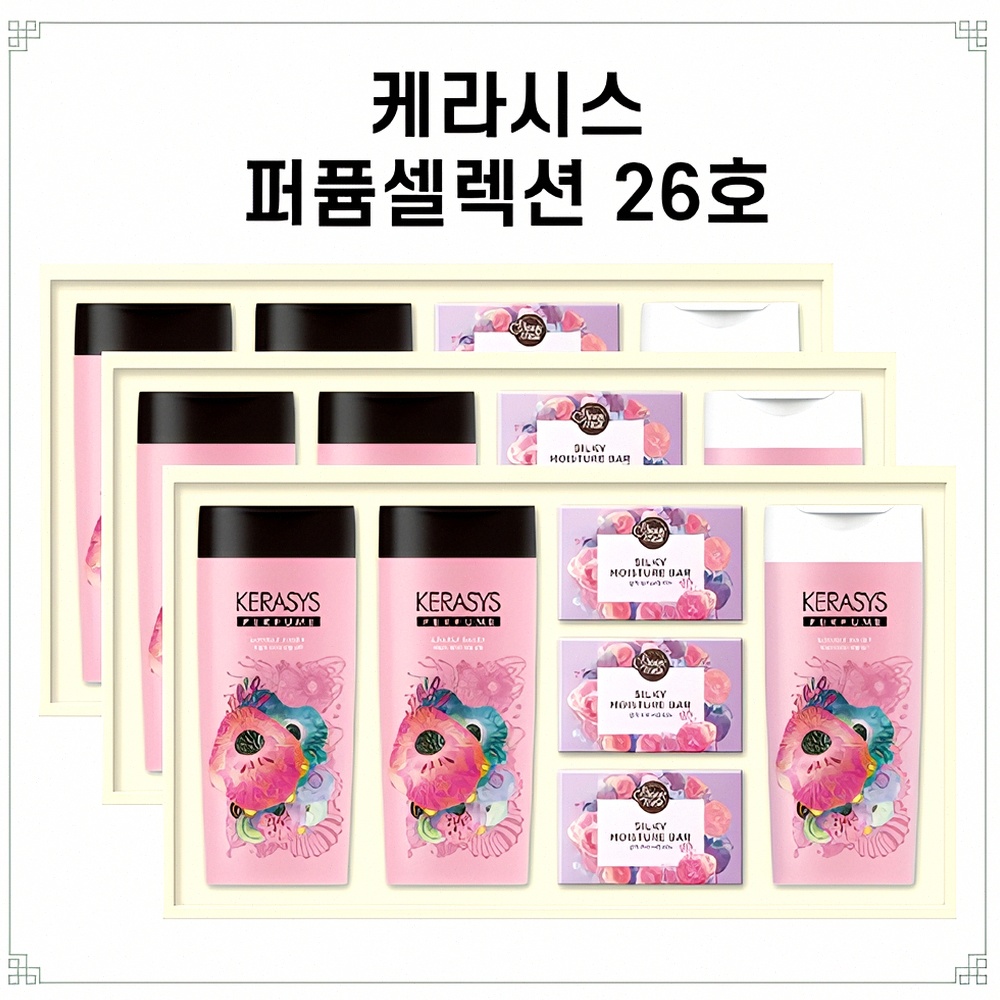 케라시스
퍼퓸셀렉션 26호
SILKY
MOISTURE BAR
KERASYS
PERFUME
KERASYS
PERFUME
SILKY
MOISTURE BAR
SILKY
MOISTURE BAR
SILKY
MOISTURE BAR
KERASYS
PERFUME